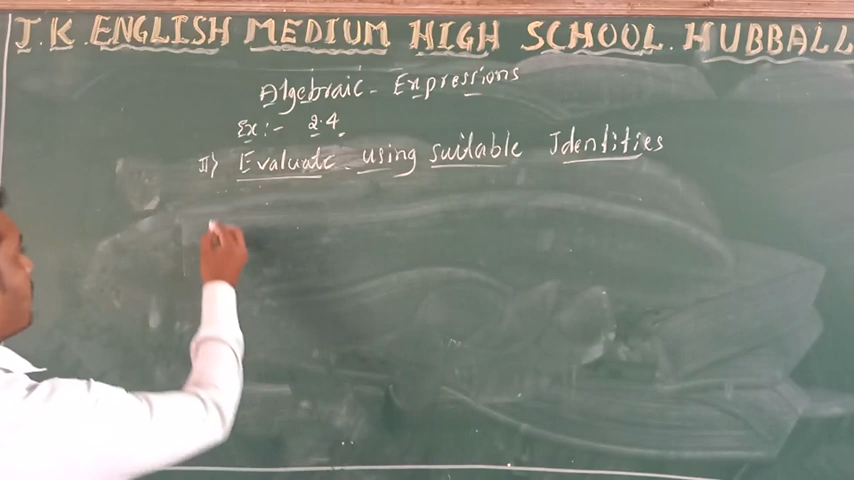 J.K. ENGLISH MEDIUM HIGH SCHOOL. HUBBALL
Algebraic - Expressions
Ex:- 2.4.
II) Evaluate using suitable Identities